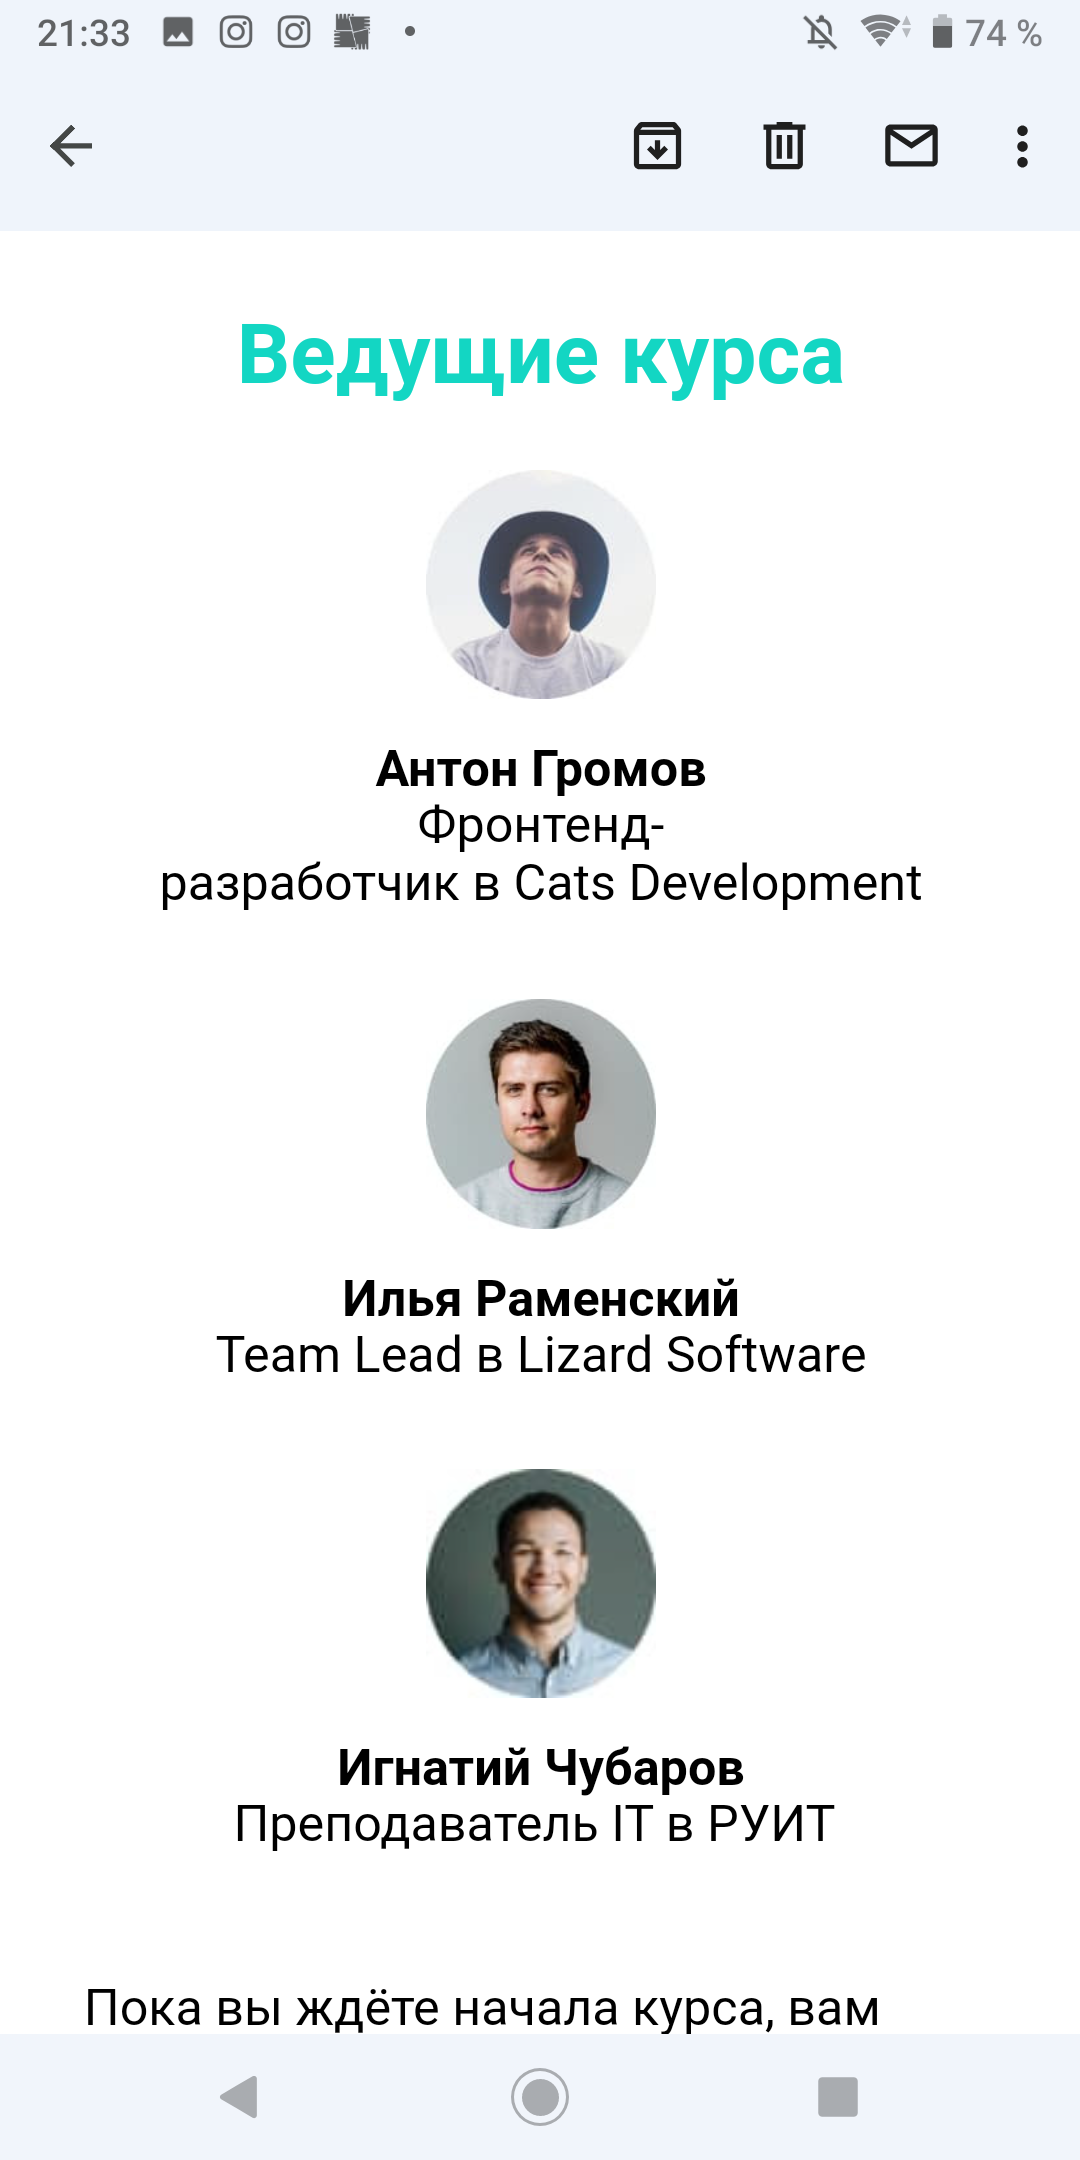 21:33
74 %
Ведущие курса
Антон Громов
Фронтенд-
разработчик в Cats Development
Илья Раменский
Team Lead в Lizard Software
Игнатий Чубаров
Преподаватель IT в РУИТ
Пока вы ждёте начала курса, вам